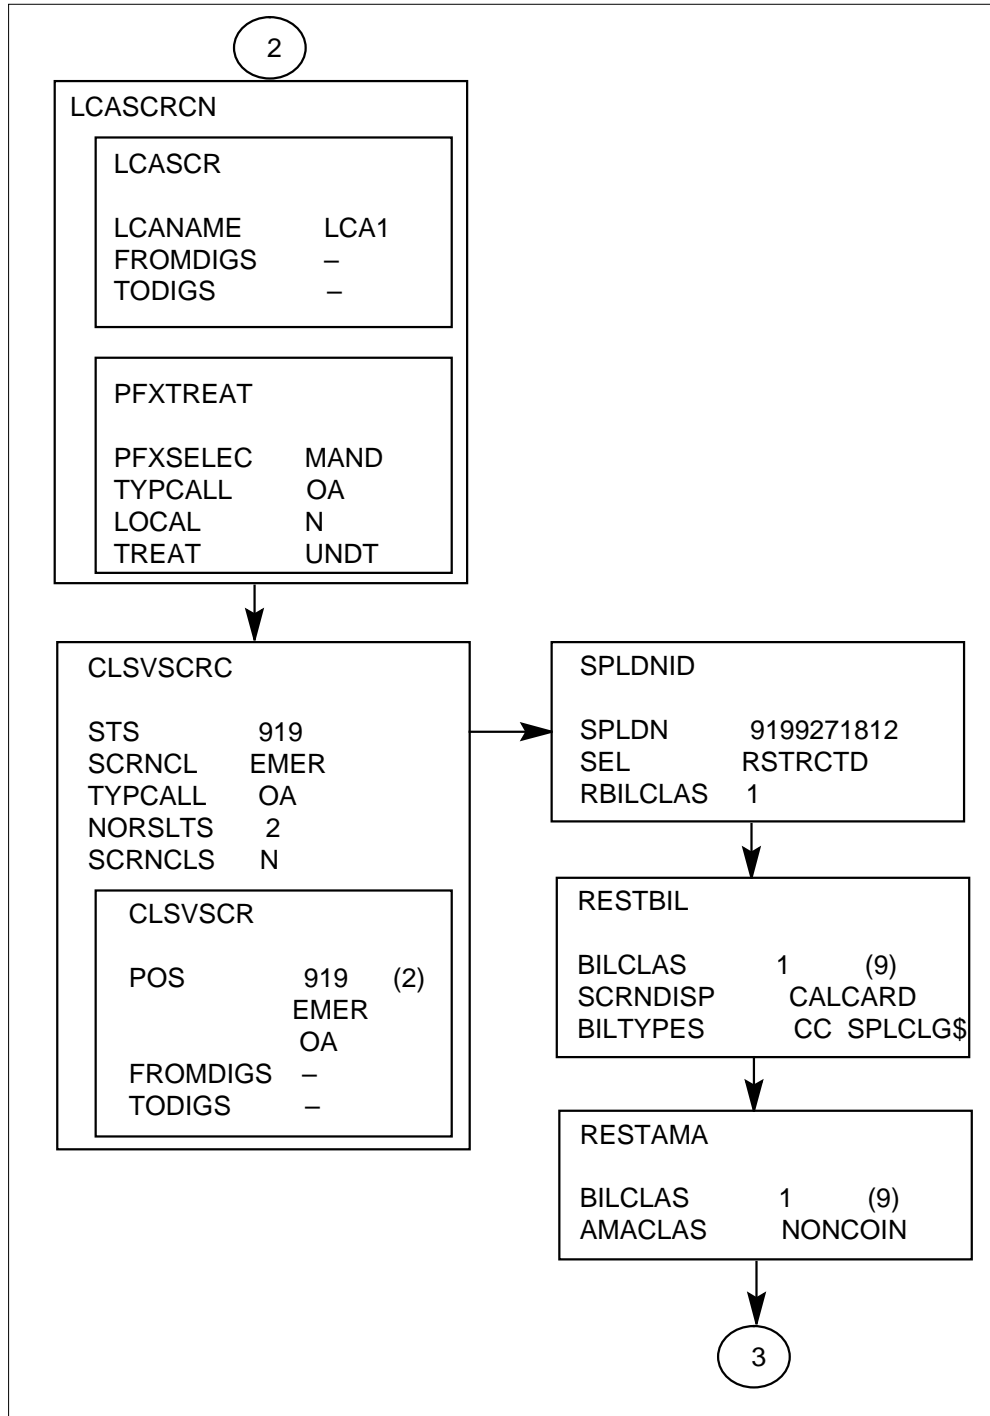 2
LCASCRCN
LCASCR
LCANAME LCA1
FROMDIGS –
TODIGS –
PFXTREAT
PFXSELEC MAND
TYPCALL OA
LOCAL N
TREAT UNDT
CLSVSCRC
STS 919
SCRNCL EMER
TYPCALL OA
NORSLTS 2
SCRNCLS N
CLSVSCR
POS 919 (2)
EMER
OA
FROMDIGS –
TODIGS –
SPLDNID
SPLDN 9199271812
SEL RSTRCTD
RBILCLAS 1
RESTBIL
BILCLAS 1 (9)
SCRNDISP CALCARD
BILTYPES CC SPLCLG$
RESTAMA
BILCLAS 1 (9)
AMACLAS NONCOIN
3